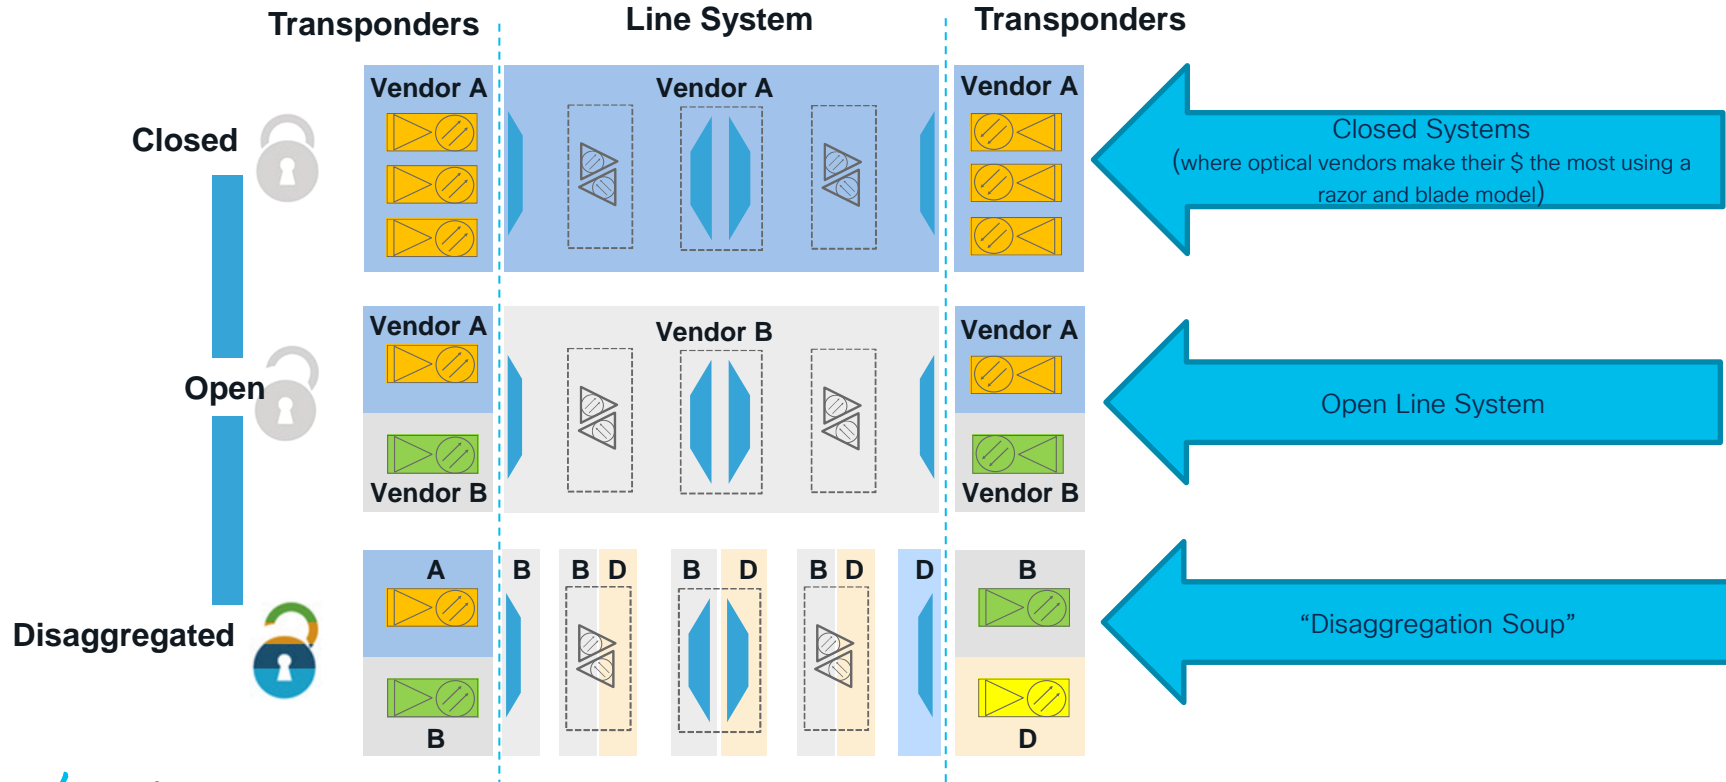 Transponders
Line System
Transponders
Closed
Vendor A
Vendor A
Vendor A
Closed Systems
(where optical vendors make their $ the most using a
razor and blade model)
Open
Vendor A
Vendor B
Vendor B
Vendor A
Vendor B
Open Line System
Disaggregated
A
B
B
B D
B D
B D
D
B
D
“Disaggregation Soup”